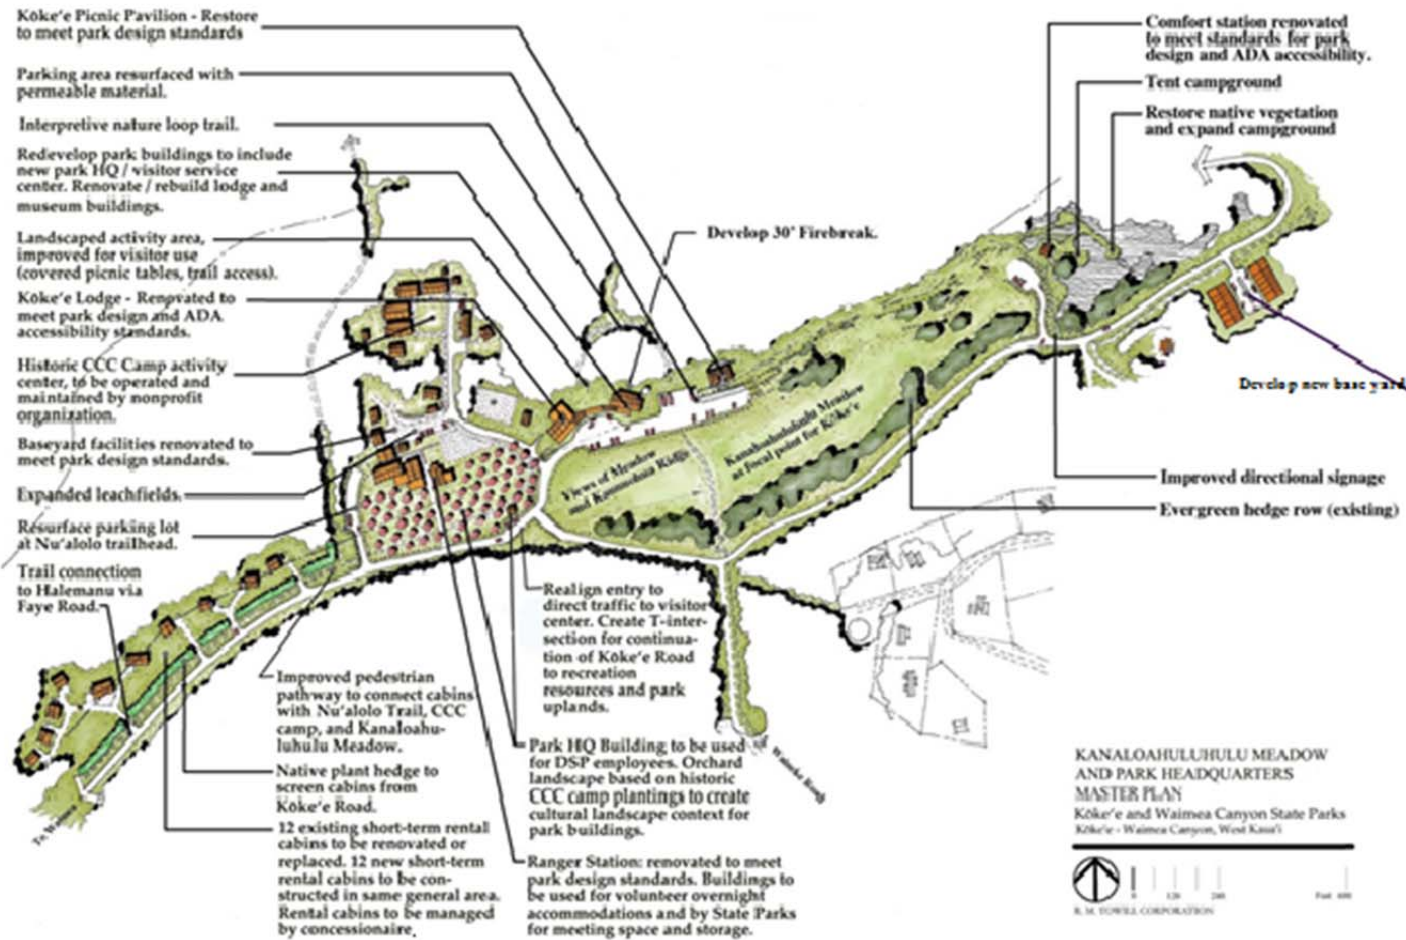 Kōke'e Picnic Pavilion - Restore
to meet park design standards
Parking area resurfaced with
permeable material.
Interpretive nature loop trail.
Redevelop park buildings to include
new park HQ / visitor service
center. Renovate / rebuild lodge and
museum buildings.
Landscaped activity area,
improved for visitor use
(covered picnic tables, trail access).
Kōke'e Lodge - Renovated to
meet park design and ADA
accessibility standards.
Historic CCC Camp activity
center, to be operated and
maintained by nonprofit
organization.
Baseyard facilities renovated to
meet park design standards.
Expanded leachfields.
Resurface parking lot
at Nu'alolo trailhead.
Trail connection
to Halemanu via
Faye Road.
To Waimea
Improved pedestrian
pathway to connect cabins
with Nu'alolo Trail, CCC
camp, and Kanaloahu-
luhulu Meadow.
Native plant hedge to
screen cabins from
Kōke'e Road.
12 existing short-term rental
cabins to be renovated or
replaced. 12 new short-term
rental cabins to be con-
structed in same general area.
Rental cabins to be managed
by concessionaire.
Realign entry to
direct traffic to visitor
center. Create T-inter-
section for continua-
tion of Kōke'e Road
to recreation
resources and park
uplands.
Park HQ Building to be used
for DSP employees. Orchard
landscape based on historic
CCC camp plantings to create
cultural landscape context for
park buildings.
Ranger Station: renovated to meet
park design standards. Buildings to
be used for volunteer overnight
accommodations and by State Parks
for meeting space and storage.
Develop 30' Firebreak.
Views of Meadow
and Ridge
Kanaloahuluhulu Meadow
as focal point for Kōke'e
Comfort station renovated
to meet standards for park
design and ADA accessibility.
Tent campground
Restore native vegetation
and expand campground
Develop new base yard
Improved directional signage
Evergreen hedge row (existing)
KANALOAHULUHULU MEADOW
AND PARK HEADQUARTERS
MASTER PLAN
Kōke'e and Waimea Canyon State Parks
Kōke'e - Waimea Canyon, West Kaua'i
0 120 240
R. M. TOWILL CORPORATION